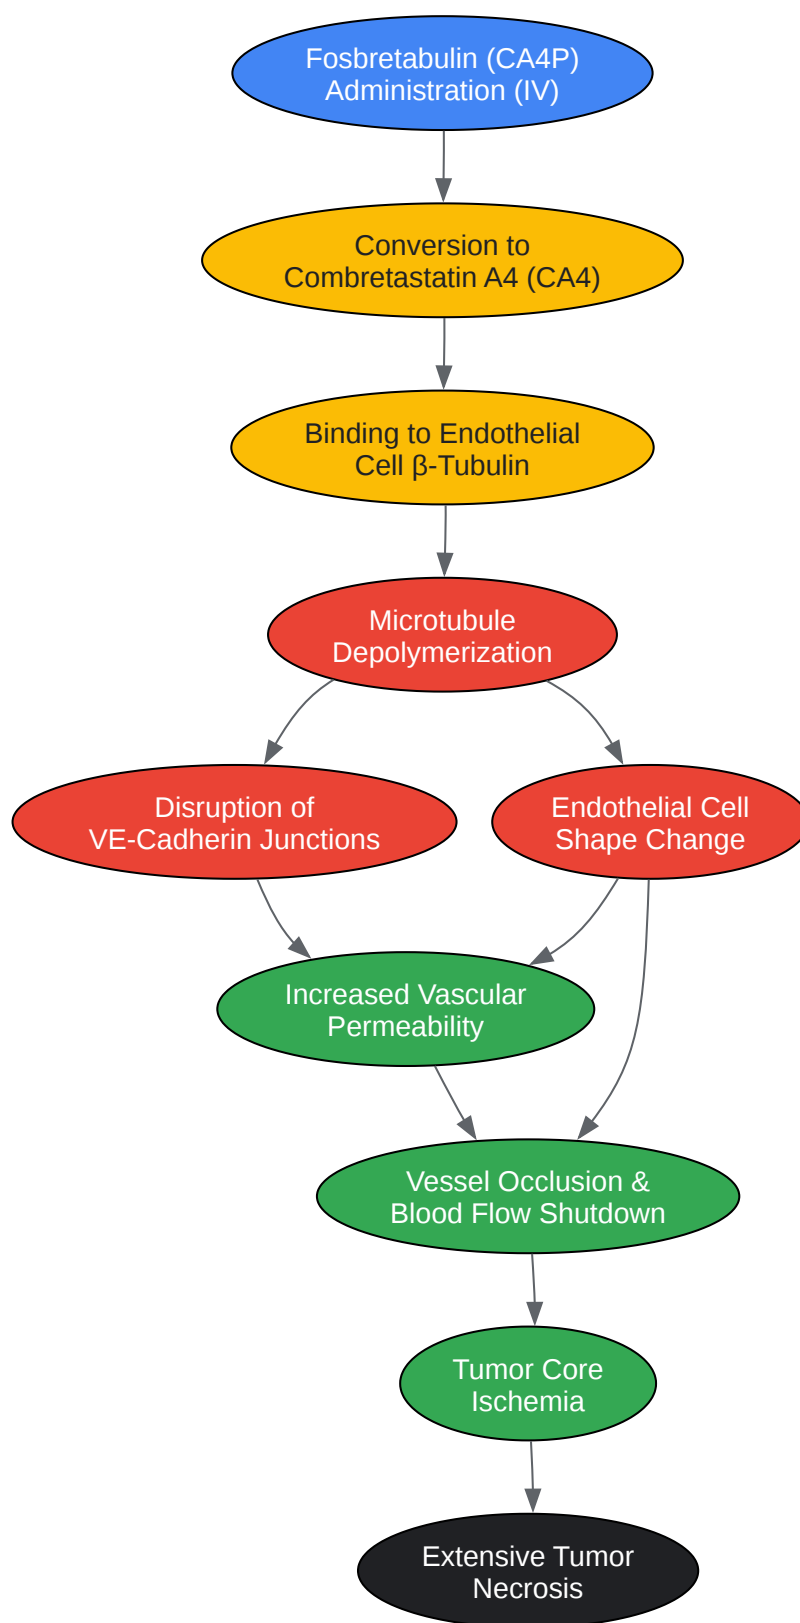 Fosbretabulin (CA4P)
Administration (IV)
Conversion to
Combretastatin A4 (CA4)
Binding to Endothelial
Cell β-Tubulin
Microtubule
Depolymerization
Disruption of
VE-Cadherin Junctions
Endothelial Cell
Shape Change
Increased Vascular
Permeability
Vessel Occlusion &
Blood Flow Shutdown
Tumor Core
Ischemia
Extensive Tumor
Necrosis